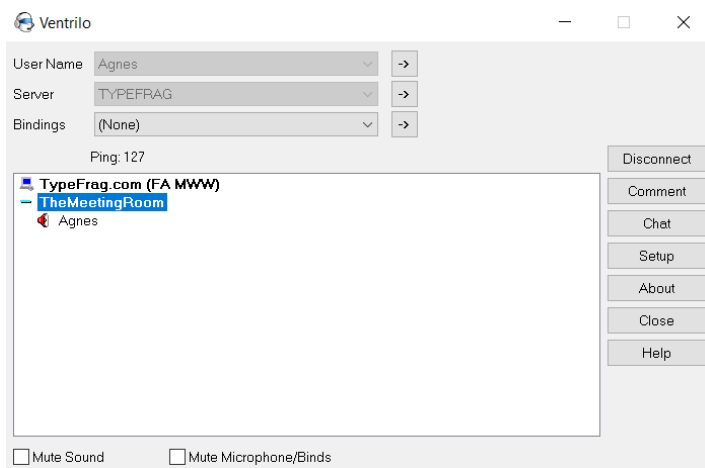 Ventrilo
User Name Agnes ->
Server TYPEFRAG ->
Bindings (None) ->
Ping: 127
Disconnect
TypeFrag.com (FA MWW)
Comment
TheMeetingRoom
Agnes
Chat
Setup
About
Close
Help
Mute Sound Mute Microphone/Binds